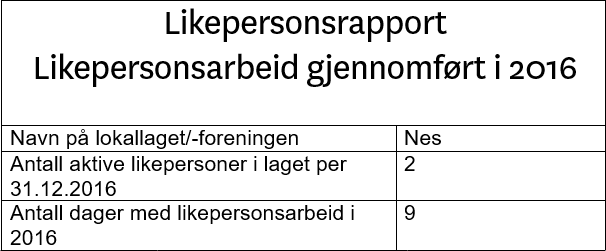 Likepersonsrapport
Likepersonsarbeid gjennomført i 2016
Navn på lokallaget/-foreningen Nes
Antall aktive likepersoner i laget per 2
31.12.2016
Antall dager med likepersonsarbeid i 9
2016